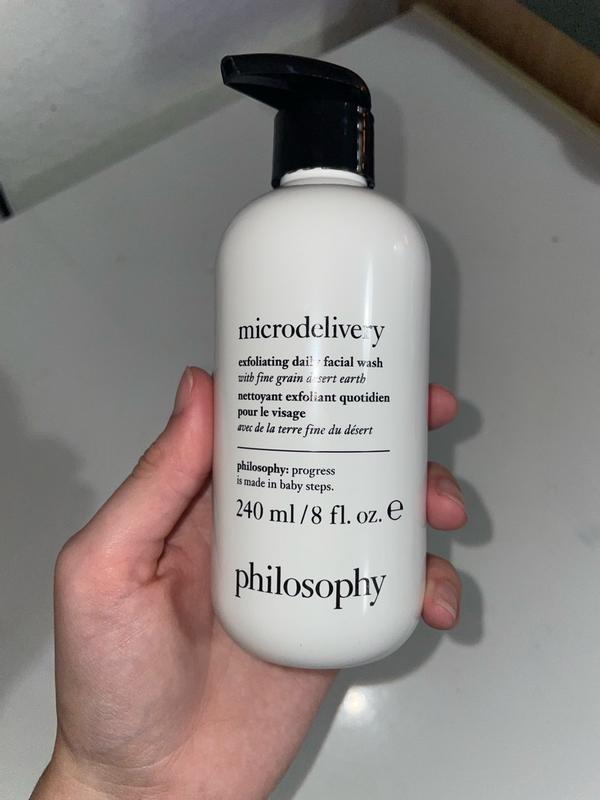 microdelivery
exfoliating daily facial wash
with fine grain desert earth
nettoyant exfoliant quotidien
pour le visage
avec de la terre fine du désert
philosophy: progress
is made in baby steps.
240 ml/8 fl. oz. ℮
philosophy